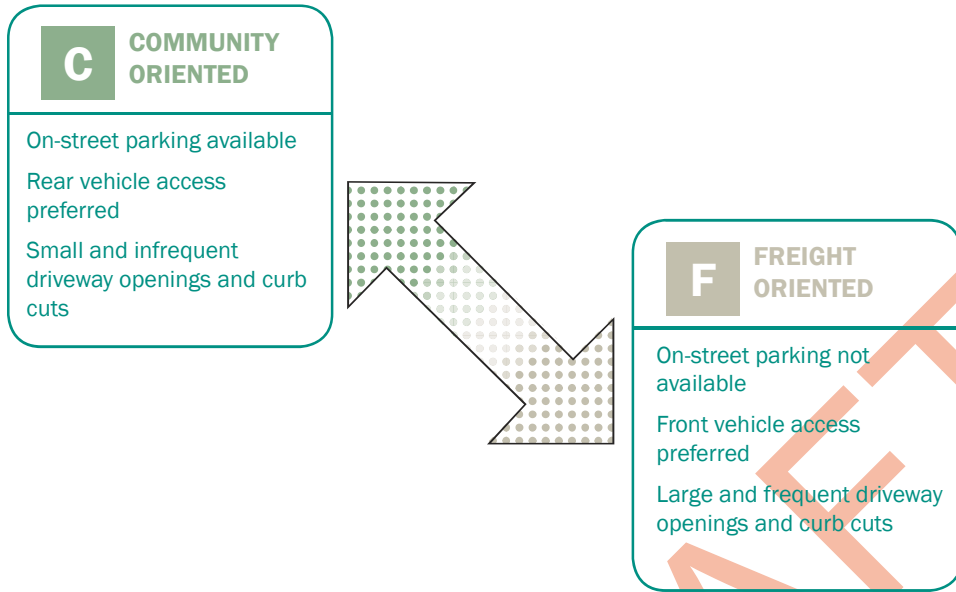 C
COMMUNITY
ORIENTED
On-street parking available
Rear vehicle access
preferred
Small and infrequent
driveway openings and curb
cuts
F
FREIGHT
ORIENTED
On-street parking not
available
Front vehicle access
preferred
Large and frequent driveway
openings and curb cuts
AFT